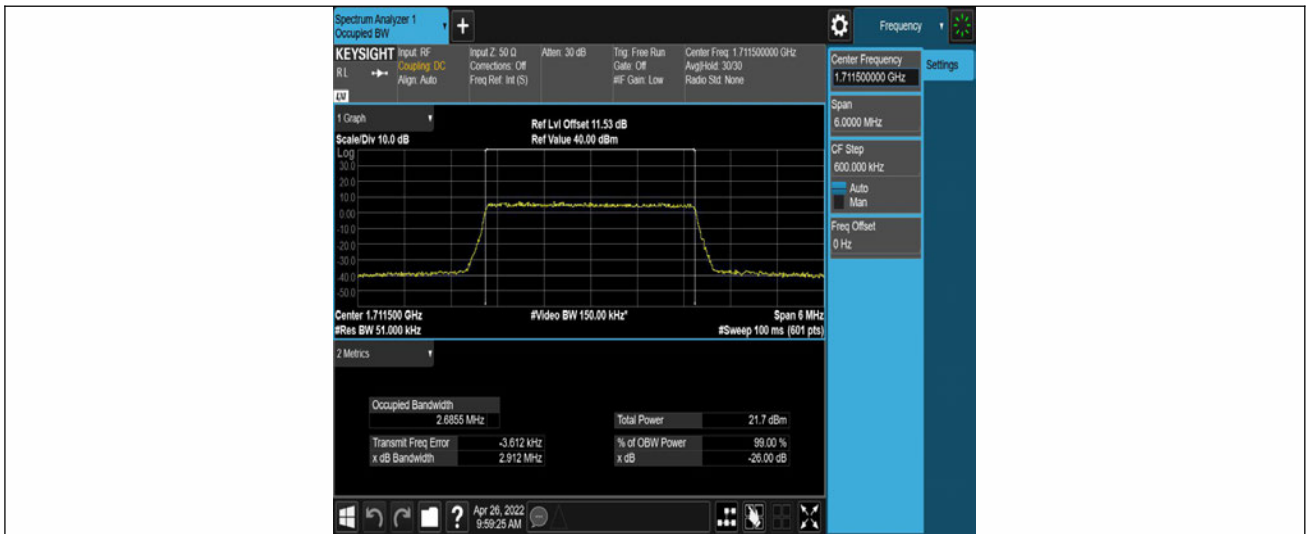 Spectrum Analyzer 1
Occupied BW
+
Frequency
KEYSIGHT
RL
LXI
Input: RF
Coupling: DC
Align: Auto
Input Z: 50 Ω
Corrections: Off
Freq Ref: Int (S)
Atten: 30 dB
Trig: Free Run
Gate: Off
#IF Gain: Low
Center Freq: 1.711500000 GHz
Avg|Hold: 30/30
Radio Std: None
Center Frequency
1.711500000 GHz
Settings
Span
6.0000 MHz
CF Step
600.000 kHz
Auto
Man
Freq Offset
0 Hz
1 Graph
Scale/Div 10.0 dB
Ref Lvl Offset 11.53 dB
Ref Value 40.00 dBm
Log
30.0
20.0
10.0
0.00
-10.0
-20.0
-30.0
-40.0
-50.0
Center 1.711500 GHz
#Video BW 150.00 kHz*
Span 6 MHz
#Res BW 51.000 kHz
#Sweep 100 ms (601 pts)
2 Metrics
Occupied Bandwidth
2.6855 MHz
Total Power 21.7 dBm
Transmit Freq Error -3.612 kHz
% of OBW Power 99.00 %
x dB Bandwidth 2.912 MHz
x dB -26.00 dB
?
Apr 26, 2022
9:59:25 AM